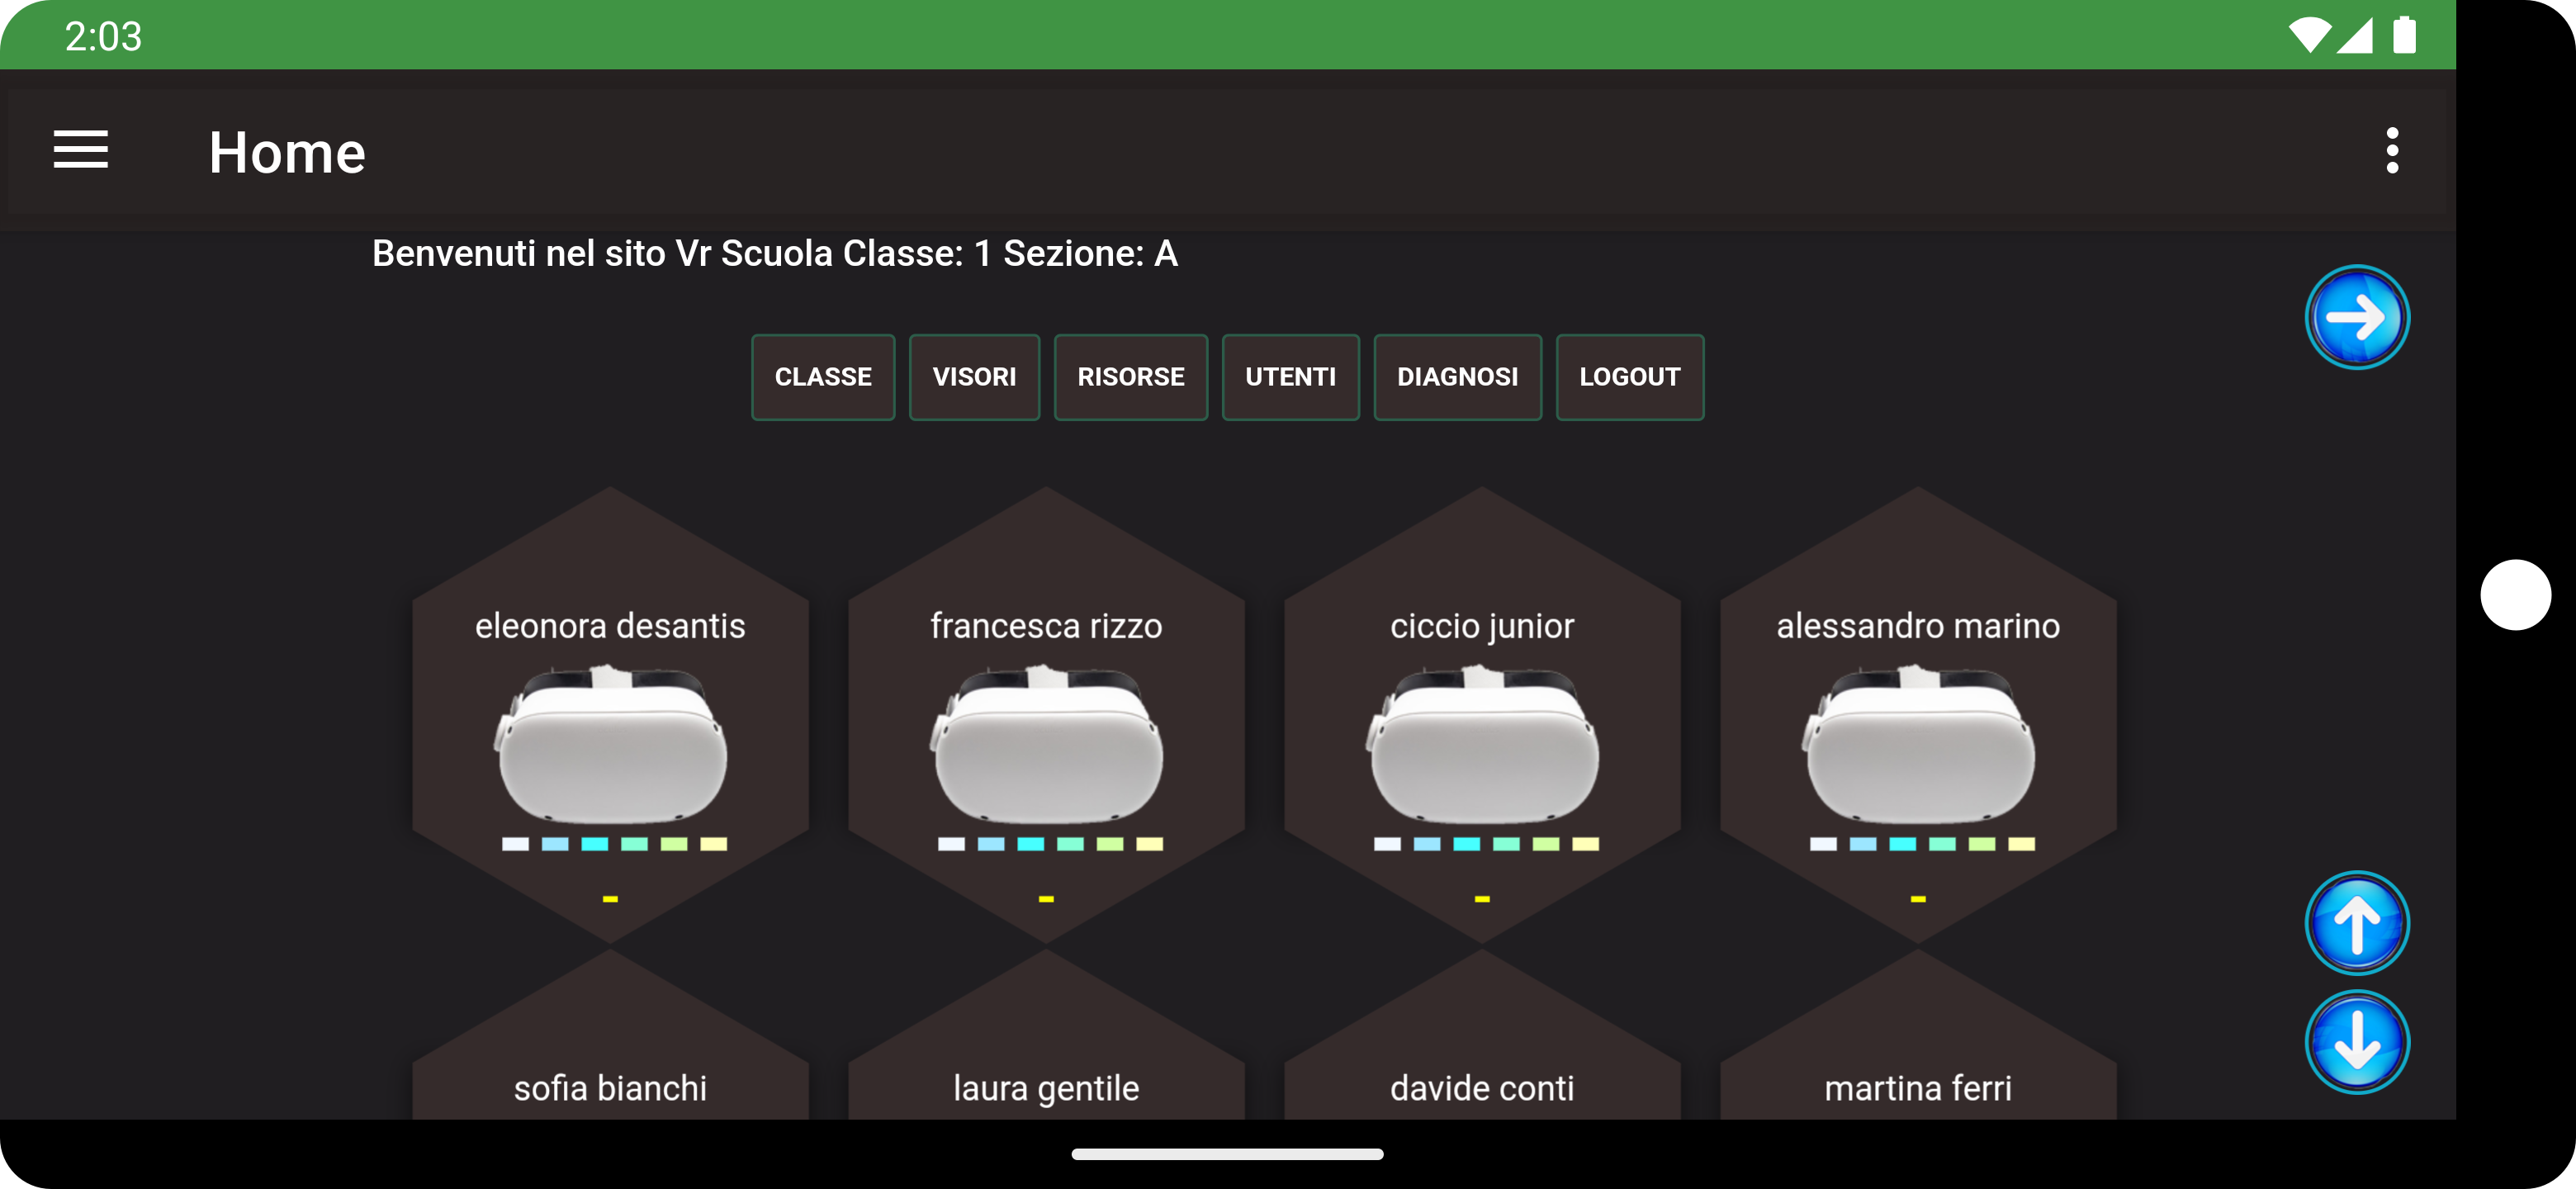 2:03
Home
Benvenuti nel sito Vr Scuola Classe: 1 Sezione: A
CLASSE VISORI RISORSE UTENTI DIAGNOSI LOGOUT
eleonora desantis francesca rizzo ciccio junior alessandro marino
- - - -
sofia bianchi laura gentile davide conti martina ferri